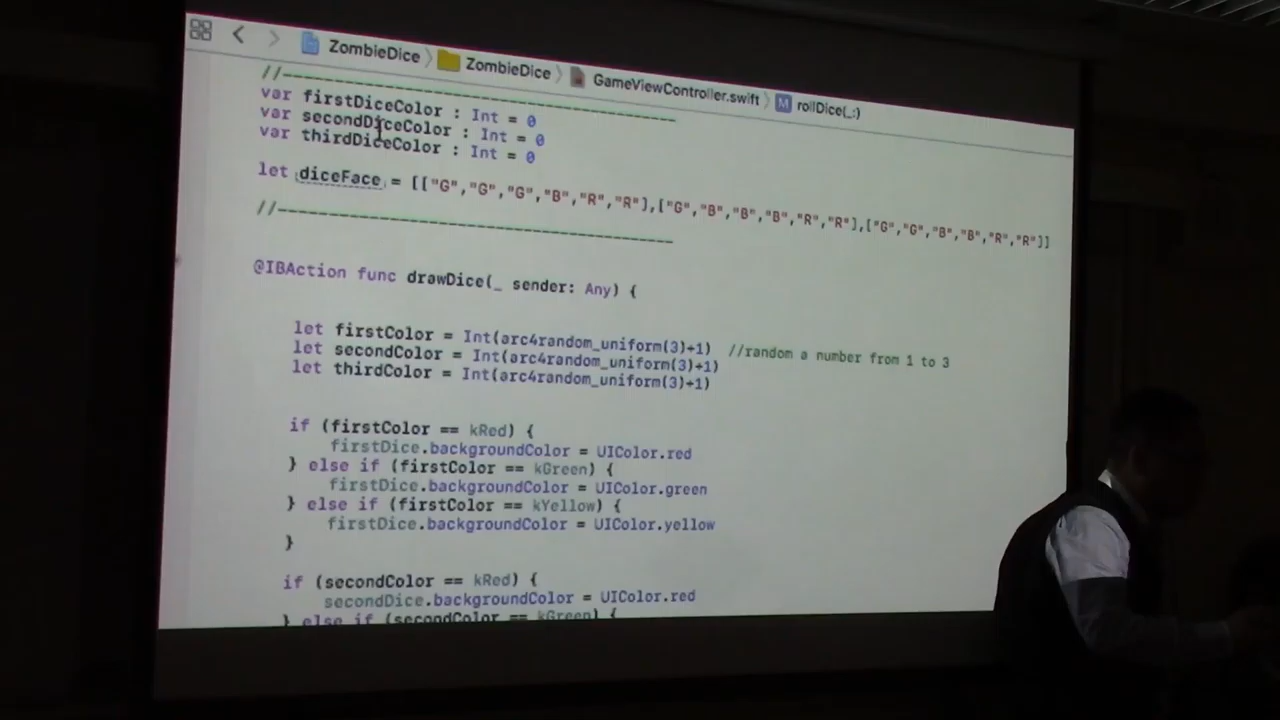 ZombieDice 〉 ZombieDice 〉 GameViewController.swift 〉 M rollDice(_:)
//--------------------------------------------------
var firstDiceColor : Int = 0
var secondDiceColor : Int = 0
var thirdDiceColor : Int = 0
let diceFace = [["G","G","G","B","R","R"],["G","B","B","B","R","R"],["G","G","B","B","R","R"]]
//--------------------------------------------------
@IBAction func drawDice(_ sender: Any) {
let firstColor = Int(arc4random_uniform(3)+1) //random a number from 1 to 3
let secondColor = Int(arc4random_uniform(3)+1)
let thirdColor = Int(arc4random_uniform(3)+1)
if (firstColor == kRed) {
firstDice.backgroundColor = UIColor.red
} else if (firstColor == kGreen) {
firstDice.backgroundColor = UIColor.green
} else if (firstColor == kYellow) {
firstDice.backgroundColor = UIColor.yellow
}
if (secondColor == kRed) {
secondDice.backgroundColor = UIColor.red
} else if (secondColor == kGreen) {